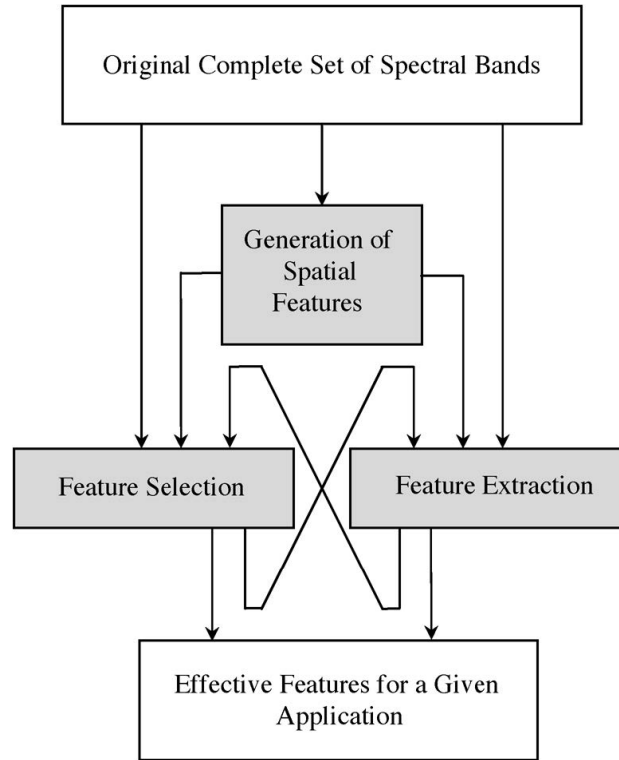 Original Complete Set of Spectral Bands
Generation of
Spatial
Features
Feature Selection
Feature Extraction
Effective Features for a Given
Application